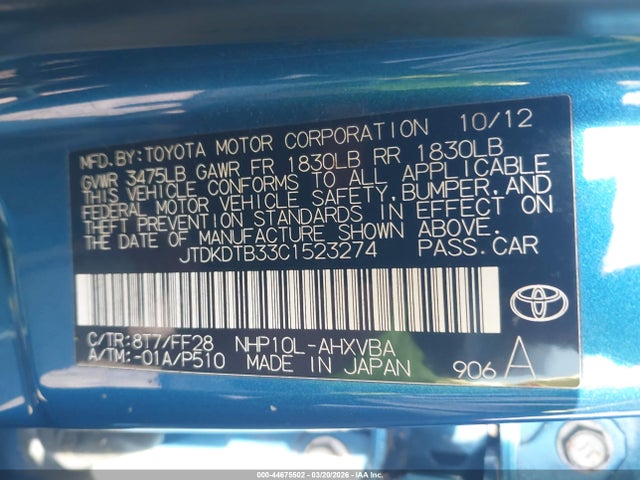 MFD. BY: TOYOTA MOTOR CORPORATION 10/12
GVWR 3475LB GAWR FR 1830LB RR 1830LB
THIS VEHICLE CONFORMS TO ALL APPLICABLE
FEDERAL MOTOR VEHICLE SAFETY, BUMPER, AND
THEFT PREVENTION STANDARDS IN EFFECT ON
THE DATE OF MANUFACTURE SHOWN ABOVE.
JTDKDTB33C1523274 PASS. CAR
C/TR: 8T7/FF28 NHP10L-AHXVBA
A/TM: -01A/P510 MADE IN JAPAN 906 A
000-44675502 - 03/20/2026 - IAAI/PACC